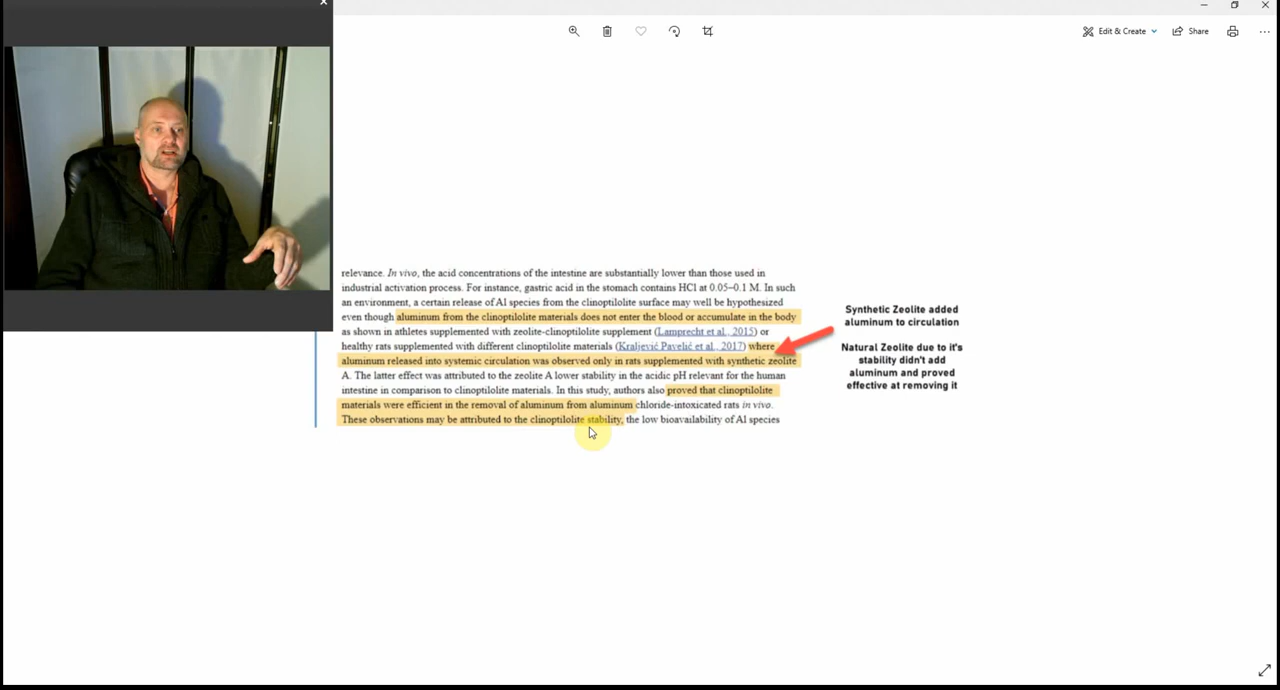 Edit & Create
Share
relevance. In vivo, the acid concentrations of the intestine are substantially lower than those used in
industrial activation process. For instance, gastric acid in the stomach contains HCl at 0.05–0.1 M. In such
an environment, a certain release of Al species from the clinoptilolite surface may well be hypothesized
even though aluminum from the clinoptilolite materials does not enter the blood or accumulate in the body
as shown in athletes supplemented with zeolite-clinoptilolite supplement (Lamprecht et al., 2015) or
healthy rats supplemented with different clinoptilolite materials (Kraljević Pavelić et al., 2017) where
aluminum released into systemic circulation was observed only in rats supplemented with synthetic zeolite
A. The latter effect was attributed to the zeolite A lower stability in the acidic pH relevant for the human
intestine in comparison to clinoptilolite materials. In this study, authors also proved that clinoptilolite
materials were efficient in the removal of aluminum from aluminum chloride-intoxicated rats in vivo.
These observations may be attributed to the clinoptilolite stability, the low bioavailability of Al species
Synthetic Zeolite added
aluminum to circulation
Natural Zeolite due to it's
stability didn't add
aluminum and proved
effective at removing it